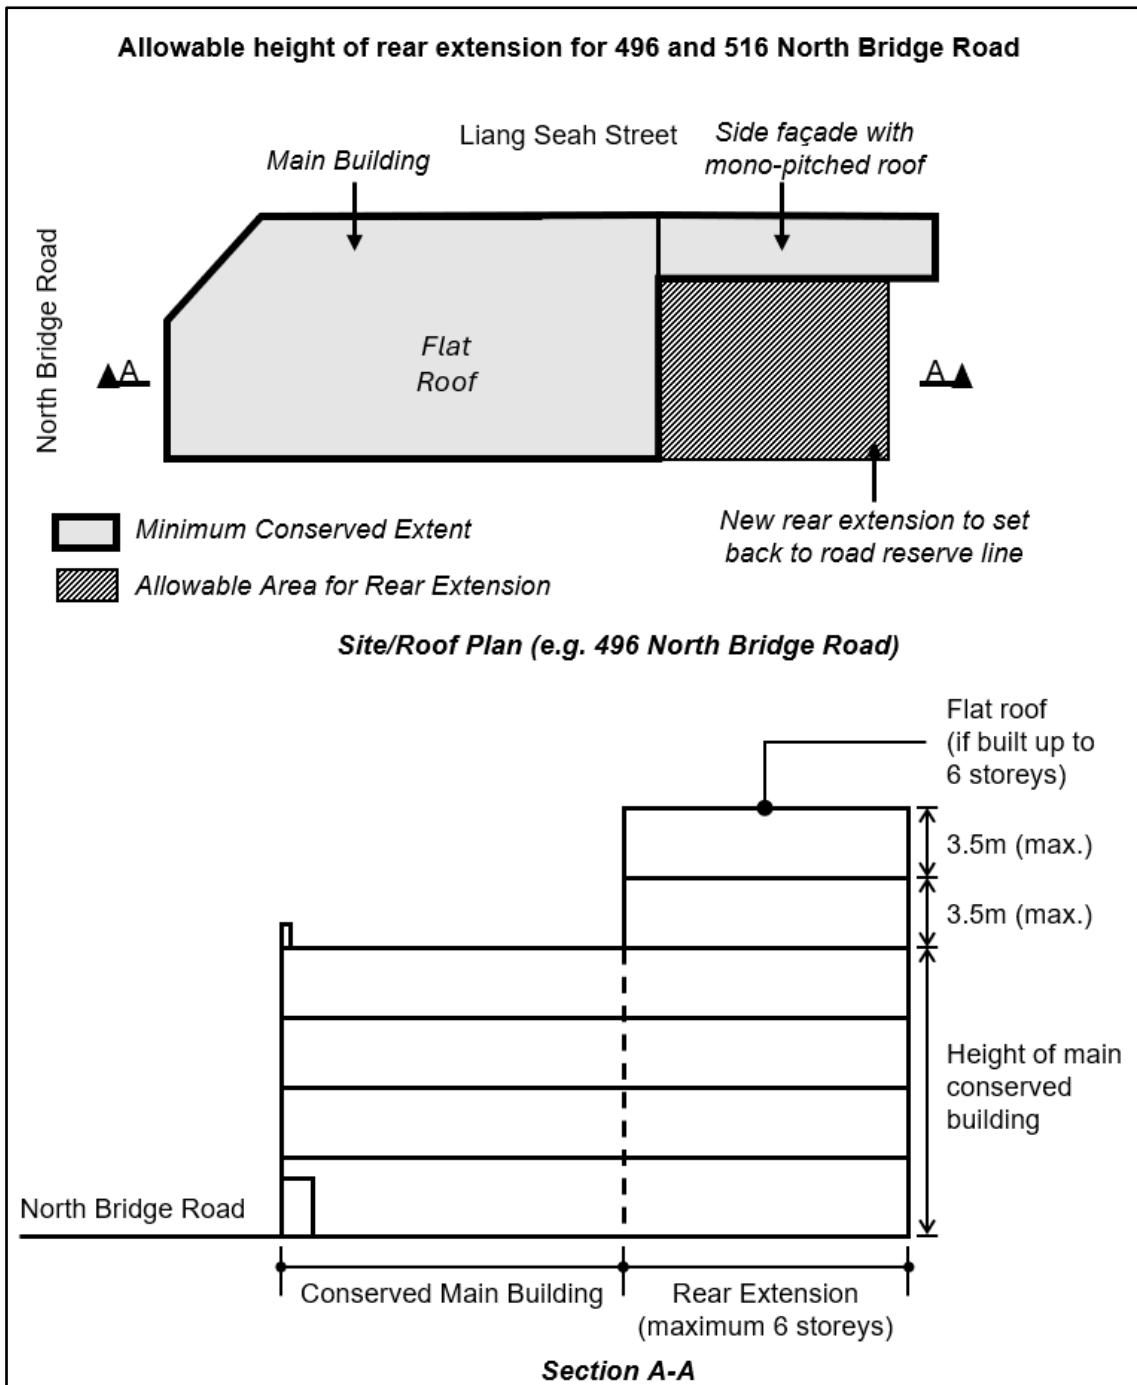 Allowable height of rear extension for 496 and 516 North Bridge Road
Liang Seah Street
Side façade with
mono-pitched roof
Main Building
North Bridge Road
Flat
Roof
A
A
New rear extension to set
back to road reserve line
Minimum Conserved Extent
Allowable Area for Rear Extension
Site/Roof Plan (e.g. 496 North Bridge Road)
Flat roof
(if built up to
6 storeys)
3.5m (max.)
3.5m (max.)
Height of main
conserved
building
North Bridge Road
Conserved Main Building
Rear Extension
(maximum 6 storeys)
Section A-A